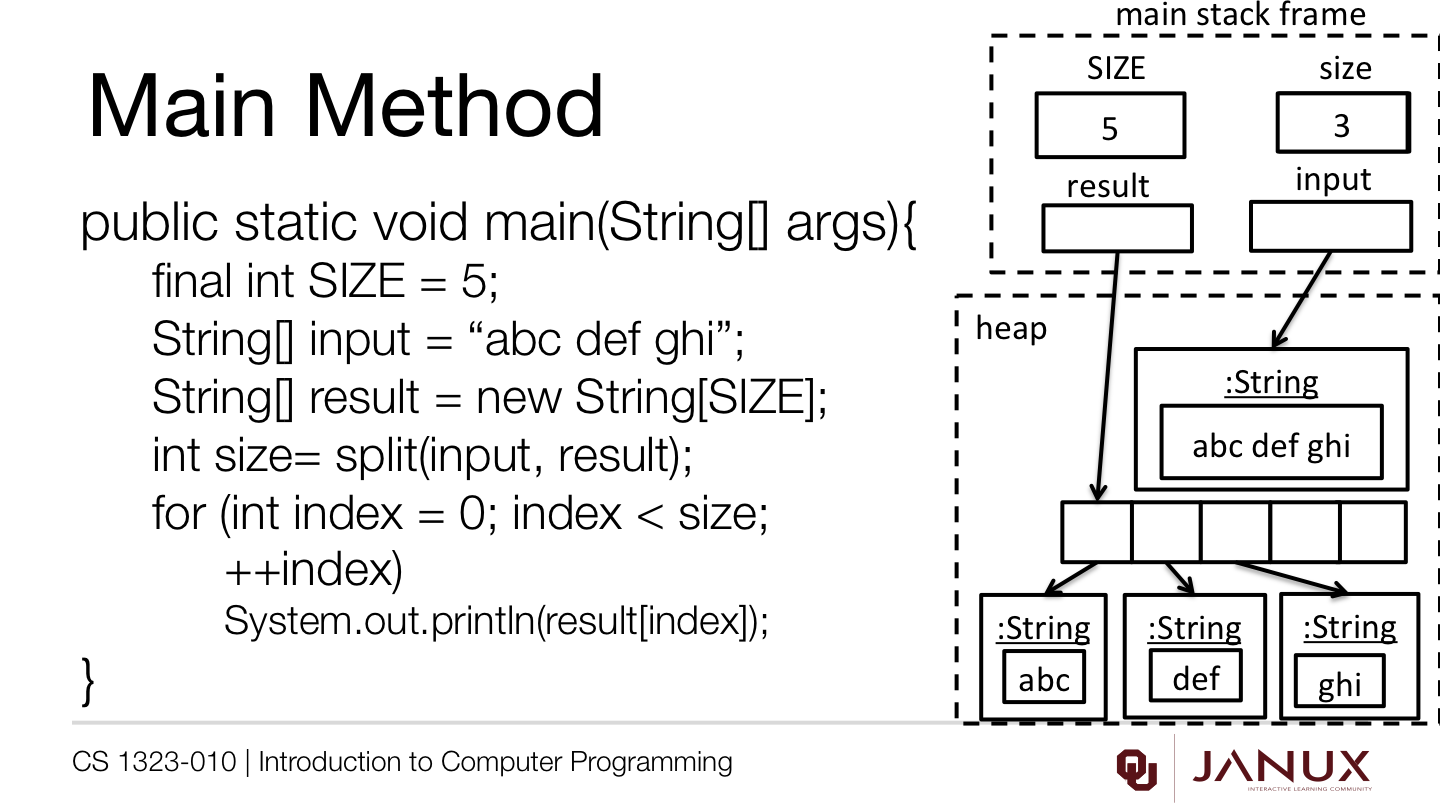 Main Method
public static void main(String[] args){
final int SIZE = 5;
String[] input = “abc def ghi”;
String[] result = new String[SIZE];
int size= split(input, result);
for (int index = 0; index < size;
++index)
System.out.println(result[index]);
}
main stack frame
SIZE
size
5
3
result
input
heap
:String
abc def ghi
:String
:String
:String
abc
def
ghi
CS 1323-010 | Introduction to Computer Programming
OU
JANUX
INTERACTIVE LEARNING COMMUNITY